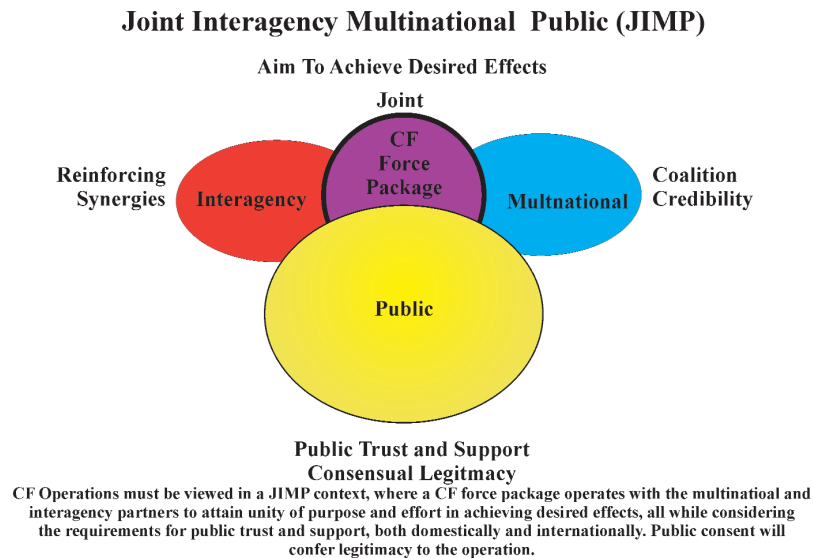 Joint Interagency Multinational Public (JIMP)
Aim To Achieve Desired Effects
Joint
CF
Force
Package
Reinforcing
Synergies
Interagency
Multnational
Coalition
Credibility
Public
Public Trust and Support
Consensual Legitmacy
CF Operations must be viewed in a JIMP context, where a CF force package operates with the multinatioal and
interagency partners to attain unity of purpose and effort in achieving desired effects, all while considering
the requirements for public trust and support, both domestically and internationally. Public consent will
confer legitimacy to the operation.